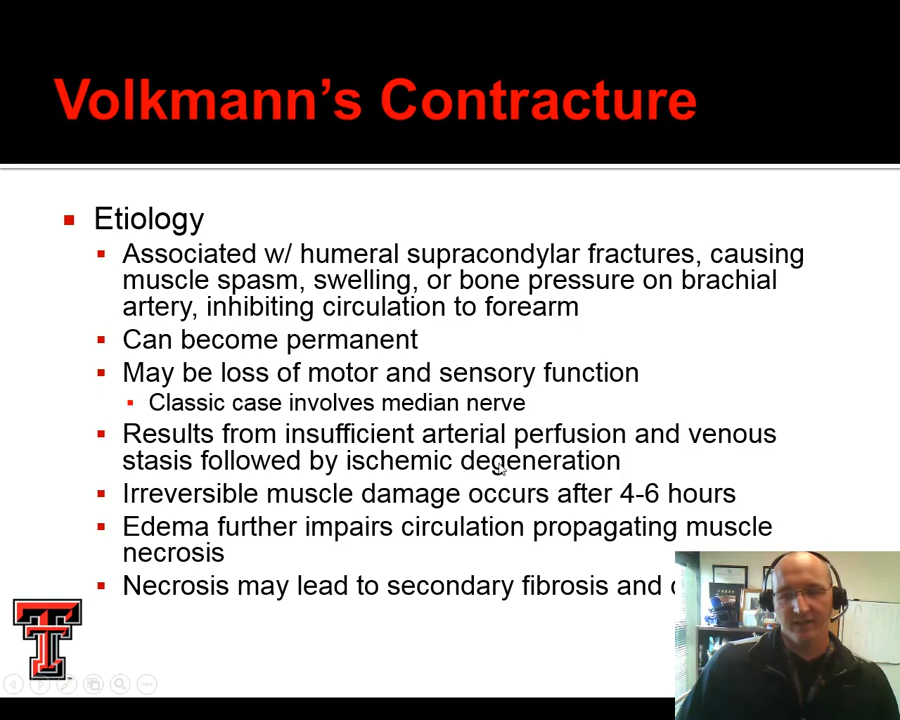 Volkmann’s Contracture
Etiology
Associated w/ humeral supracondylar fractures, causing
muscle spasm, swelling, or bone pressure on brachial
artery, inhibiting circulation to forearm
Can become permanent
May be loss of motor and sensory function
Classic case involves median nerve
Results from insufficient arterial perfusion and venous
stasis followed by ischemic degeneration
Irreversible muscle damage occurs after 4-6 hours
Edema further impairs circulation propagating muscle
necrosis
Necrosis may lead to secondary fibrosis and